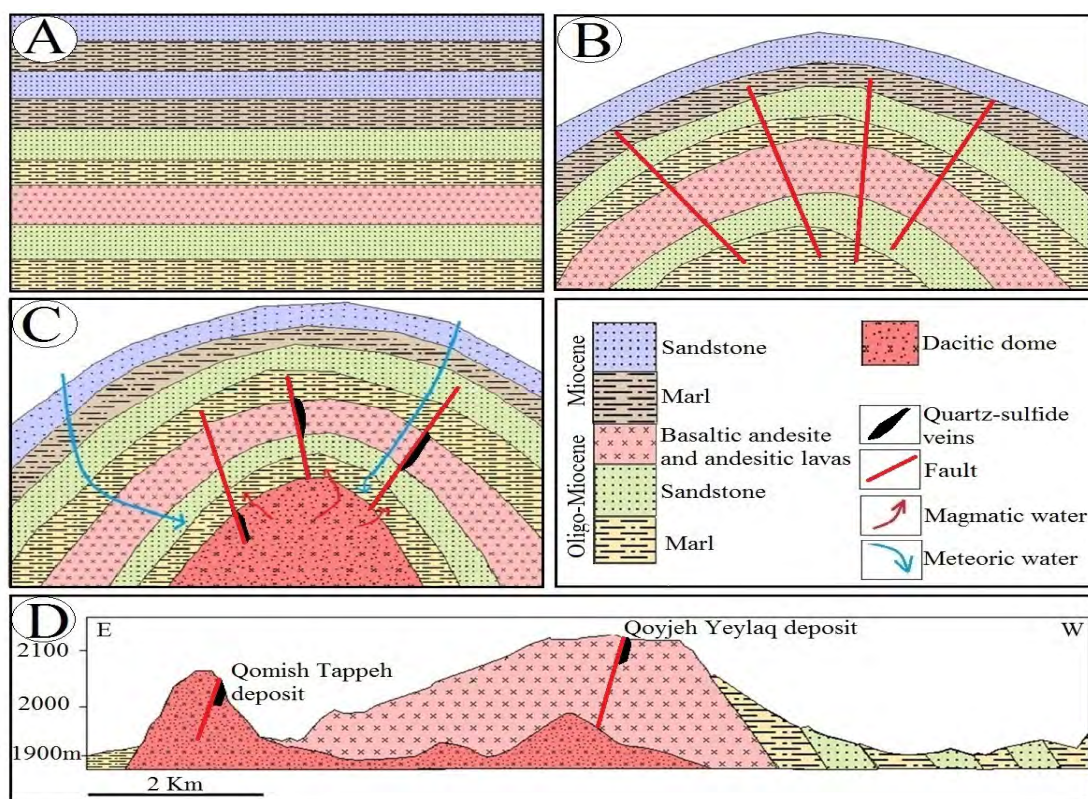 A
B
C
Miocene
Oligo-Miocene
Sandstone
Marl
Basaltic andesite
and andesitic lavas
Sandstone
Marl
Dacitic dome
Quartz-sulfide
veins
Fault
Magmatic water
Meteoric water
D
E
W
2100
2000
1900m
Qomish Tappeh
deposit
Qoyjeh Yeylaq deposit
2 Km